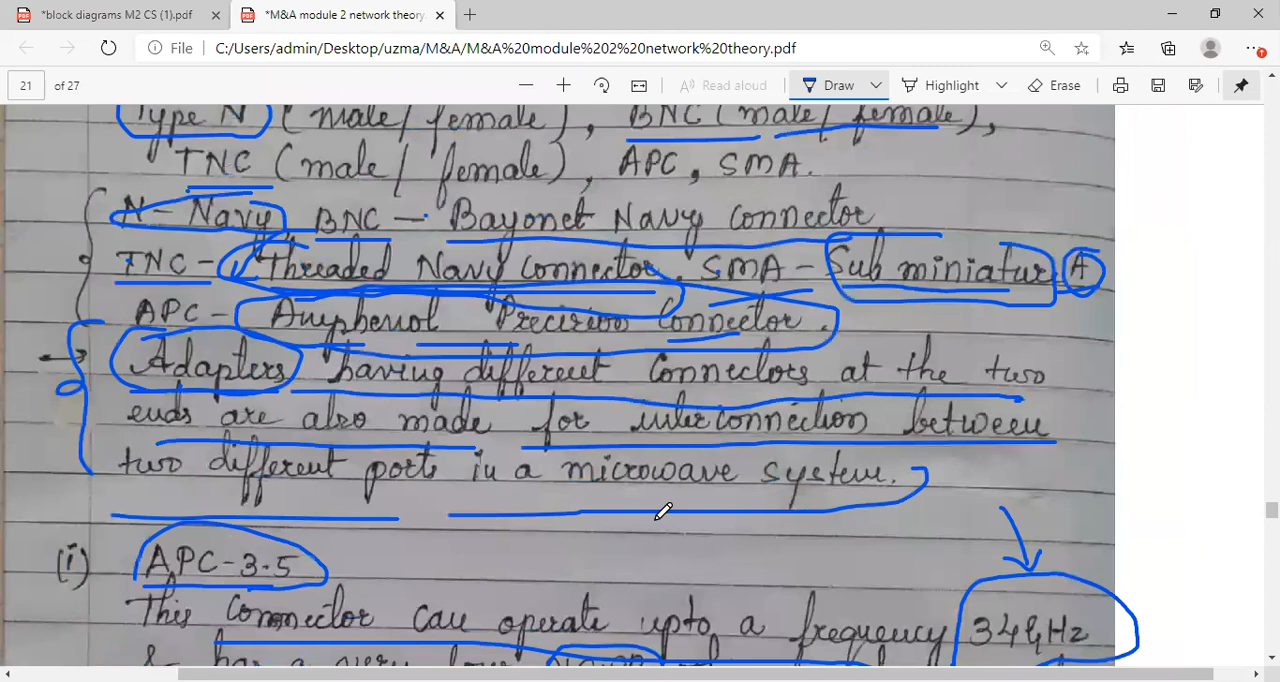 *block diagrams M2 CS (1).pdf
*M&A module 2 network theory.
File C:/Users/admin/Desktop/uzma/M&A/M&A%20module%202%20network%20theory.pdf
21 of 27 Read aloud Draw Highlight Erase
Type N (male/female), BNC (male/female),
TNC (male/female), APC, SMA.
N- Navy BNC - Bayonet Navy connector
TNC- Threaded Navy connector. SMA- Sub miniatur A
APC- Amphenol Precision Connector.
→ Adapters having different connectors at the two
ends are also made for interconnection between
two different ports in a microwave system.
(i) APC-3.5
This connector can operate upto a frequency 34GHz
& has a very low